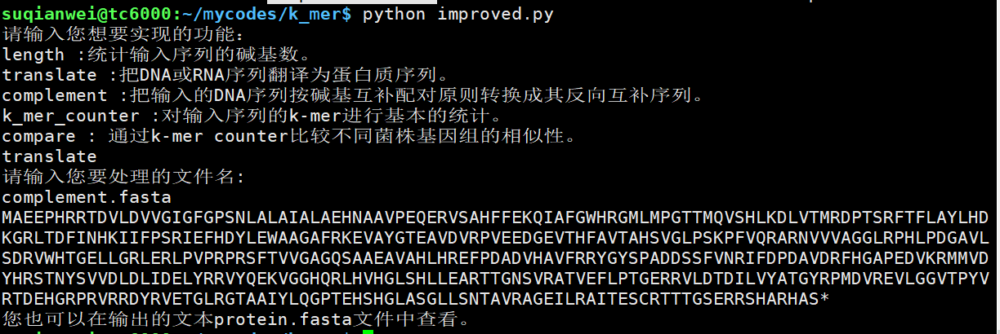 suqianwei@tc6000:~/mycodes/k_mer$ python improved.py
请输入您想要实现的功能:
length :统计输入序列的碱基数。
translate :把DNA或RNA序列翻译为蛋白质序列。
complement :把输入的DNA序列按碱基互补配对原则转换成其反向互补序列。
k_mer_counter :对输入序列的k-mer进行基本的统计。
compare : 通过k-mer counter比较不同菌株基因组的相似性。
translate
请输入您要处理的文件名:
complement.fasta
MAEEPHRRTDVLDVVGIGFGPSNLALAIALAEHNAAVPEQERVSAHFFEKQIAFGWHRGMLMPGTTMQVSHLKDLVTMRDPTSRFTFLAYLHD
KGRLTDFINHKIIFPSRIEFHDYLEWAAGAFRKEVAYGTEAVDVRPVEEDGEVTHFAVTAHSVGLPSKPFVQRARNVVVAGGLRPHLPDGAVL
SDRVWHTGELLGRLERLPVPRPRSFTVVGAGQSAAEAVAHLHREFPDADVHAVFRRYGYSPADDSSFVNRIFDPDAVDRFHGAPEDVKRMMVD
YHRSTNYSVVDLDLIDELYRRVYQEKVGGHQRLHVHGLSHLLEARTTGNSVRATVEFLPTGERRVLDTDILVYATGYRPMDVREVLGGVTPYV
RTDEHGRPRVRRDYRVETGLRGTAAIYLQGPTEHSHGLASGLLSNTAVRAGEILRAITESCRTTTGSERRSHARHAS*
您也可以在输出的文本protein.fasta文件中查看。